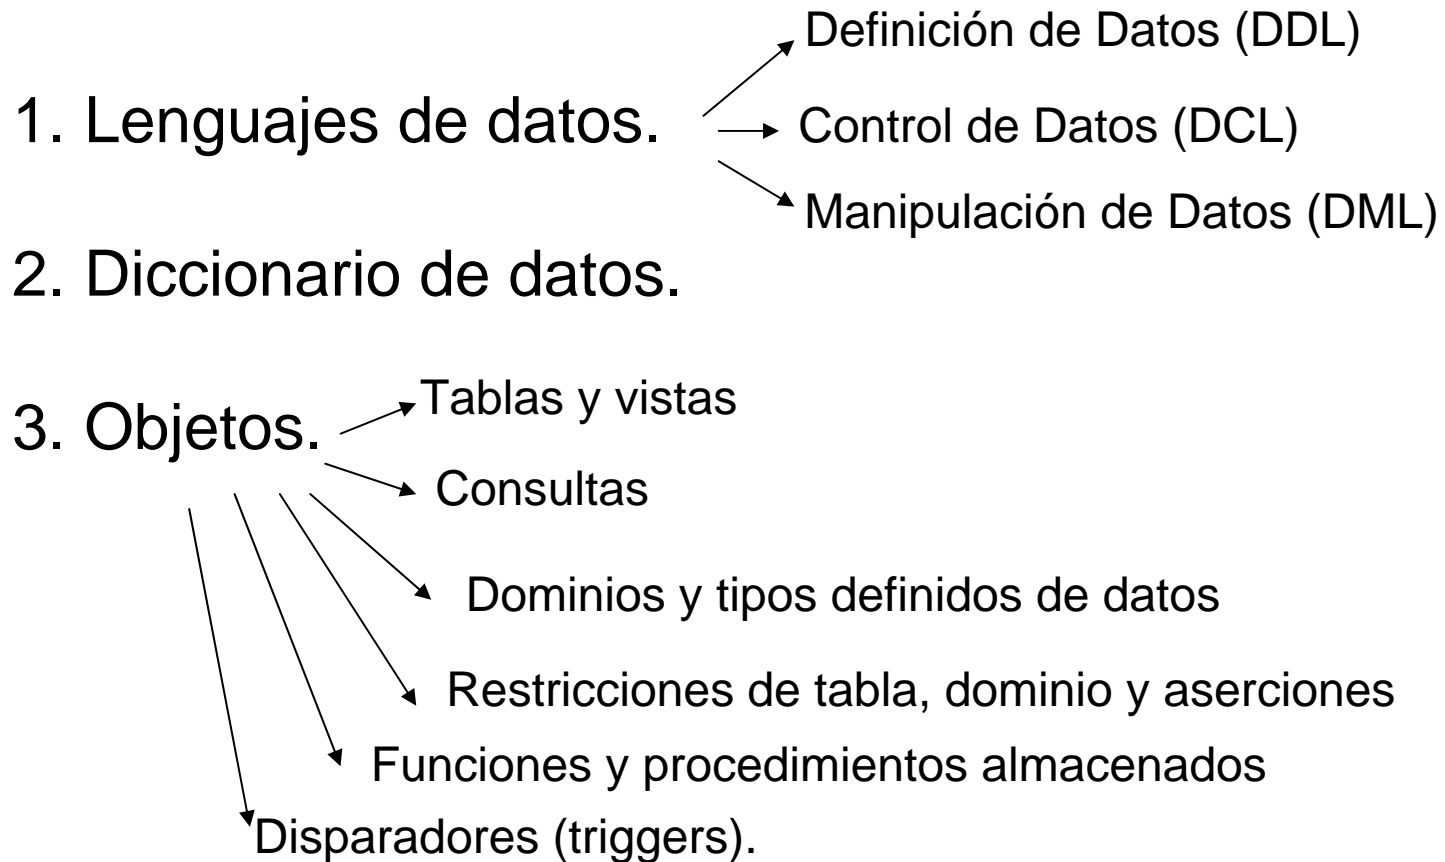 Definición de Datos (DDL)
1. Lenguajes de datos.
Control de Datos (DCL)
Manipulación de Datos (DML)
2. Diccionario de datos.
3. Objetos.
Tablas y vistas
Consultas
Dominios y tipos definidos de datos
Restricciones de tabla, dominio y aserciones
Funciones y procedimientos almacenados
Disparadores (triggers).